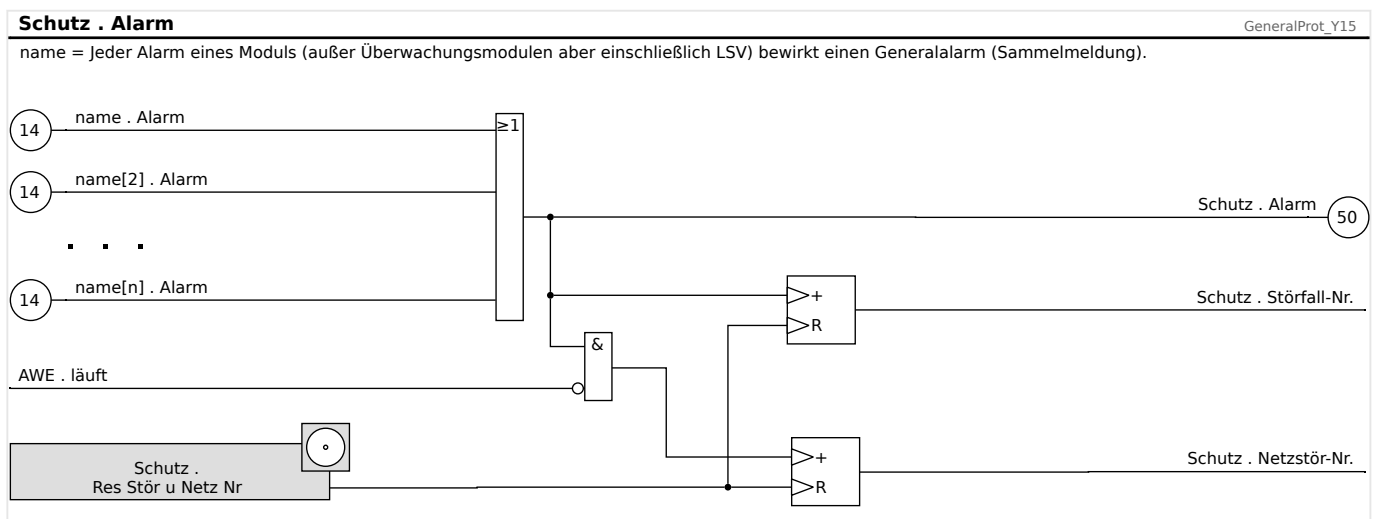 Schutz . Alarm
GeneralProt_Y15
name = Jeder Alarm eines Moduls (außer Überwachungsmodulen aber einschließlich LSV) bewirkt einen Generalalarm (Sammelmeldung).
14
name . Alarm
≥1
14
name[2] . Alarm
Schutz . Alarm
50
. . .
14
name[n] . Alarm
+
R
Schutz . Störfall-Nr.
&
AWE . läuft
Schutz .
Res Stör u Netz Nr
+
R
Schutz . Netzstör-Nr.